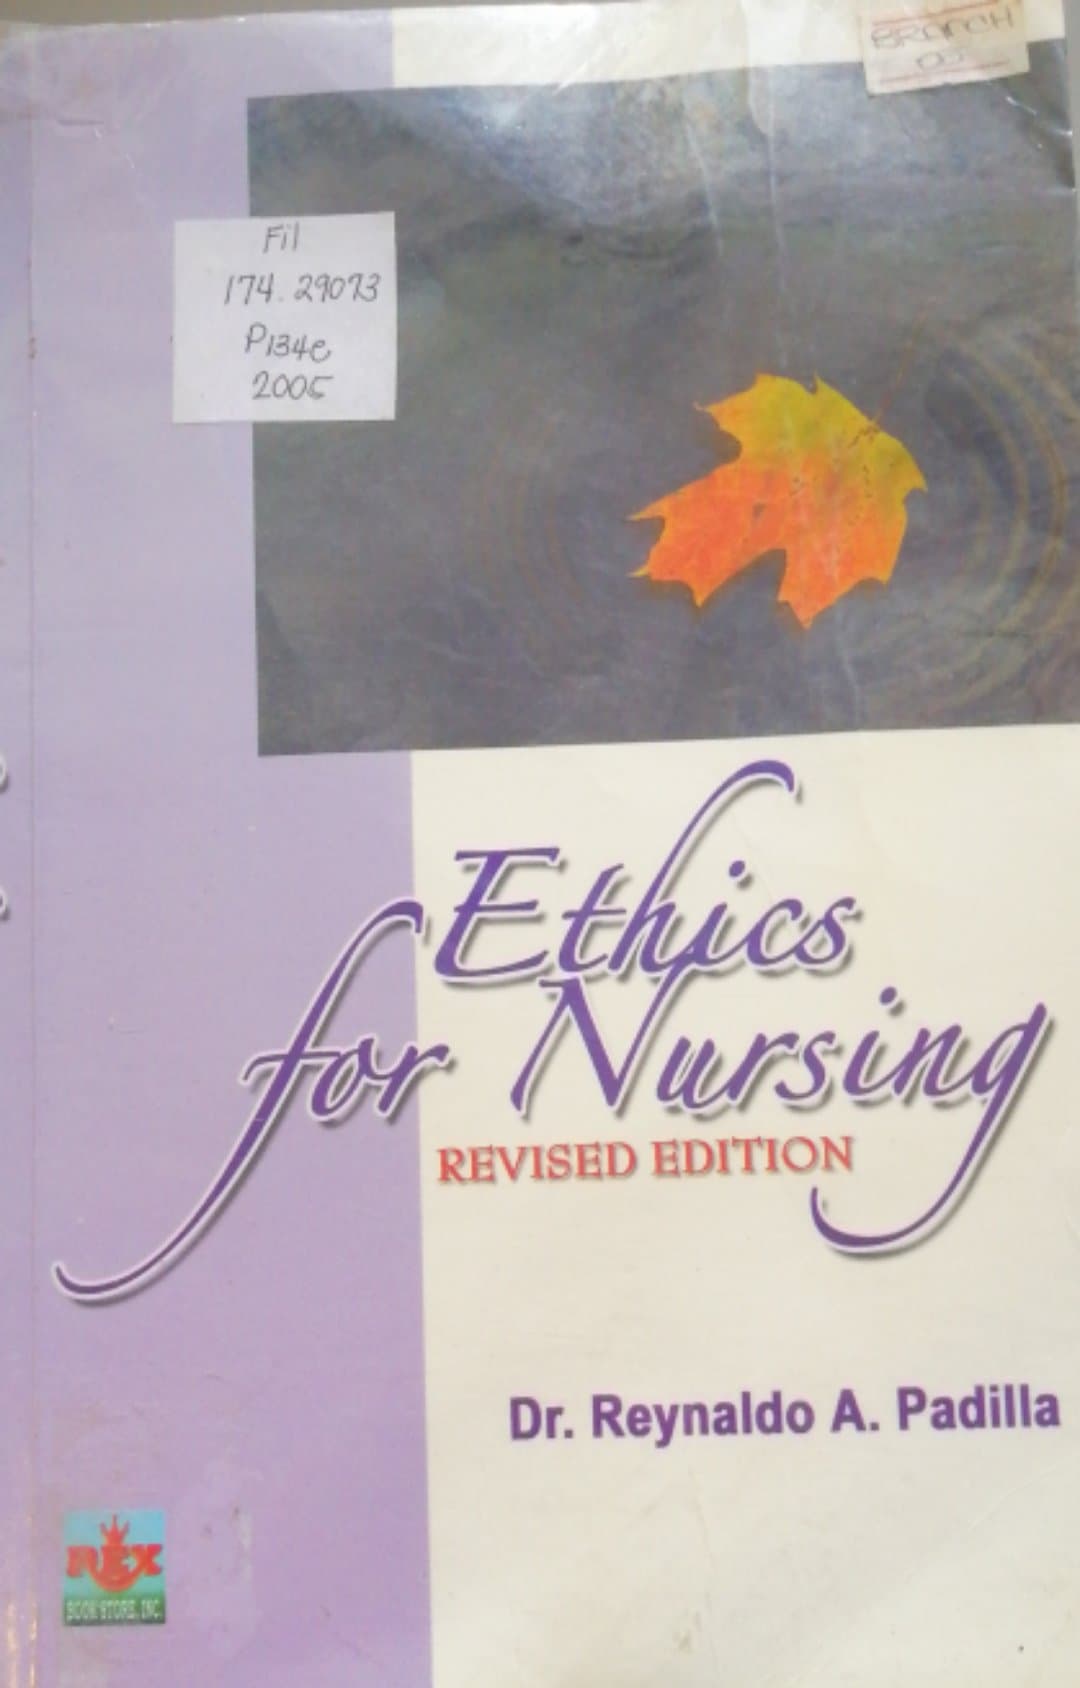 BRANCH
Fil
174.29073
P134e
2005
Ethics
for Nursing
REVISED EDITION
Dr. Reynaldo A. Padilla
REX
BOOK STORE, INC.